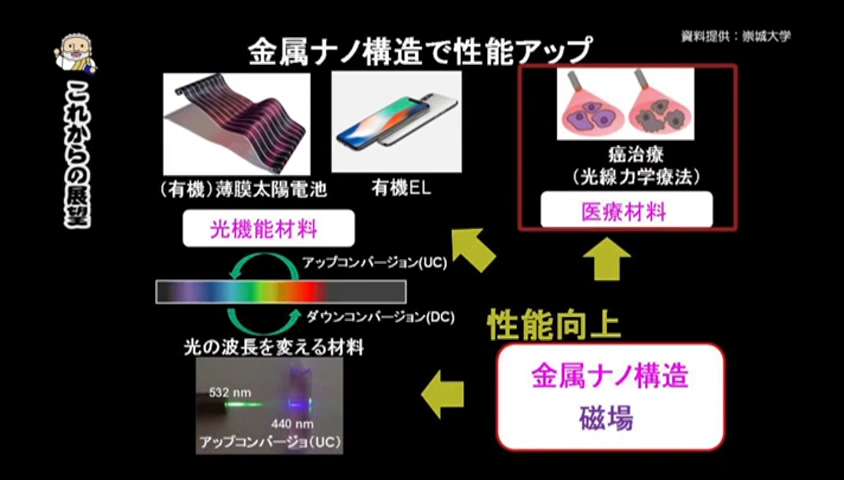 資料提供：崇城大学
金属ナノ構造で性能アップ
これからの展望
（有機）薄膜太陽電池
有機EL
癌治療
（光線力学療法）
光機能材料
医療材料
アップコンバージョン(UC)
ダウンコンバージョン(DC)
性能向上
光の波長を変える材料
金属ナノ構造
磁場
532 nm
440 nm
アップコンバージョ（UC）